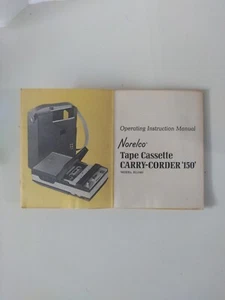 Operating Instruction Manual
Norelco
Tape Cassette
CARRY-CORDER '150'